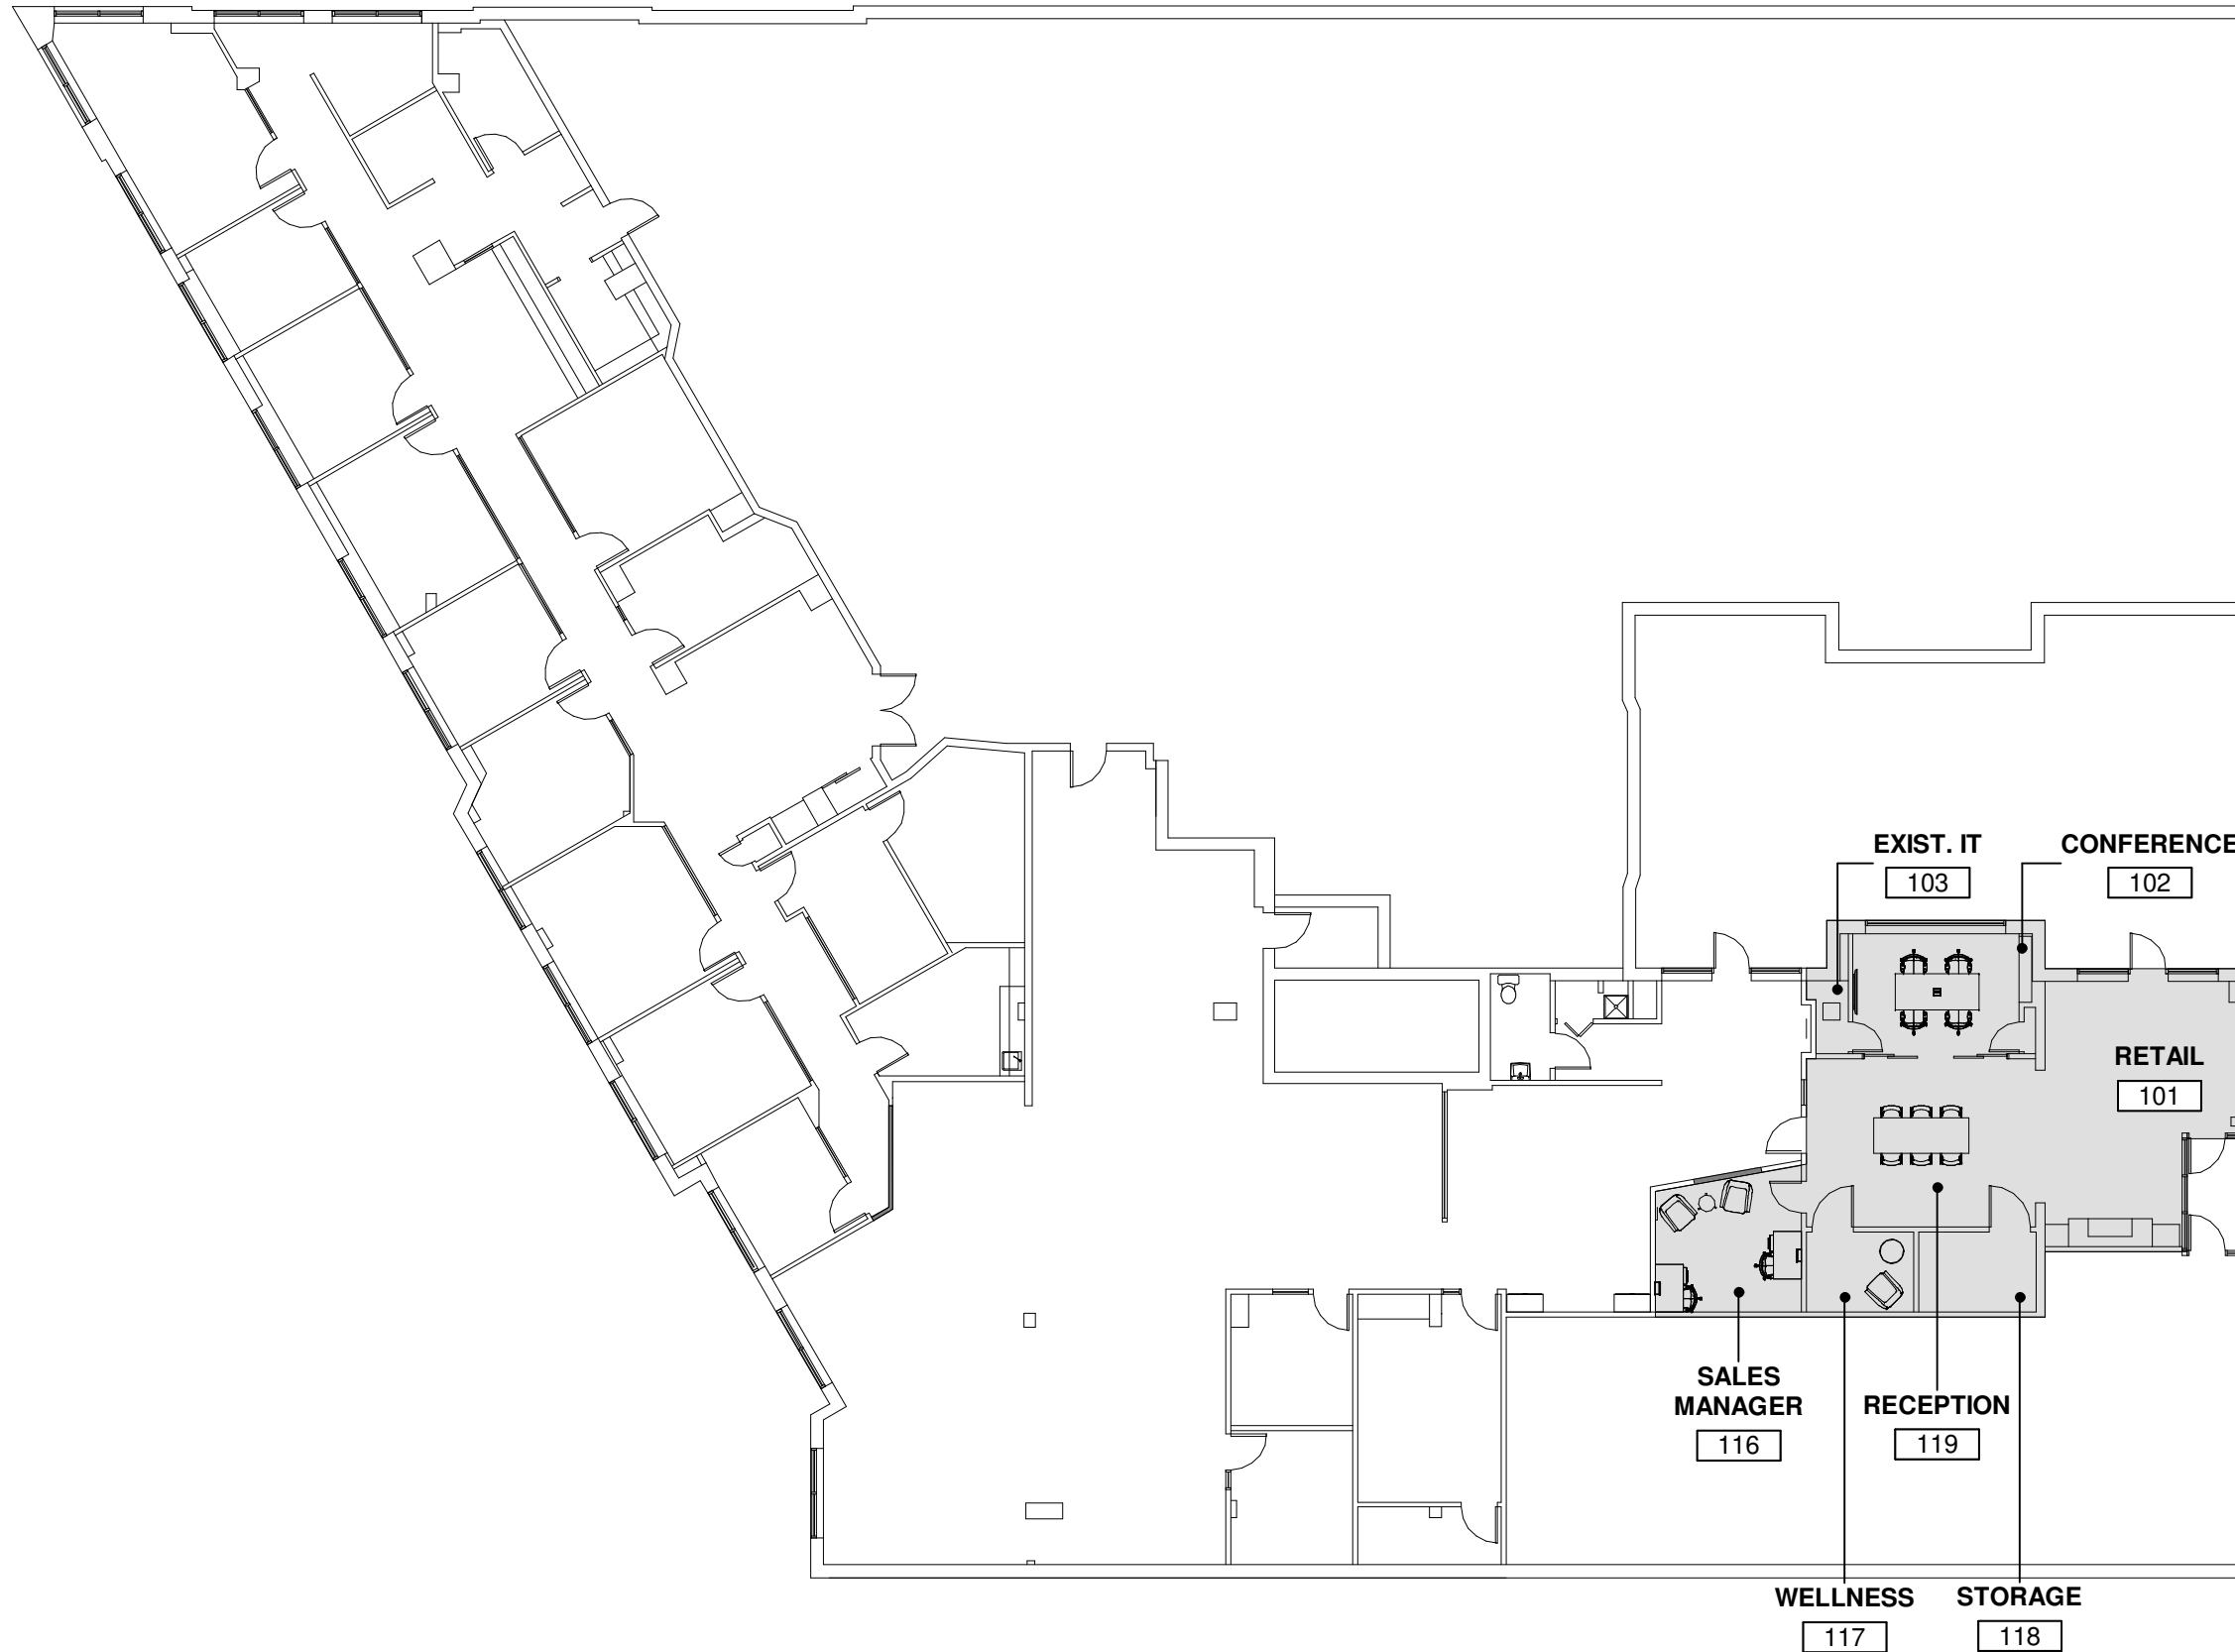 EXIST. IT
103
CONFERENCE
102
RETAIL
101
SALES
MANAGER
116
RECEPTION
119
WELLNESS
117
STORAGE
118